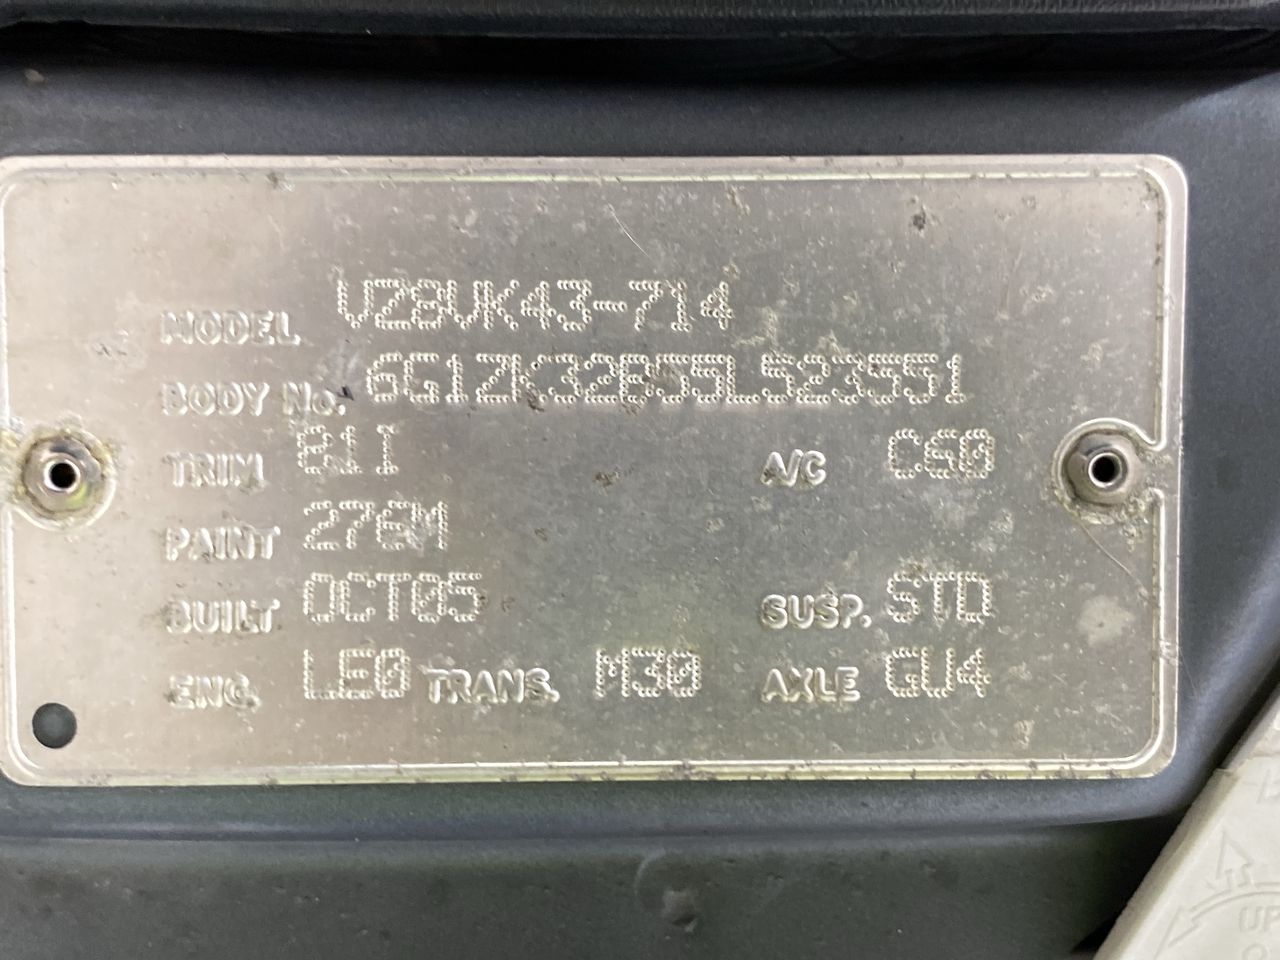 MODEL VZ8VK43-714
BODY No. 6G1ZK32B55L523551
TRIM 81I A/C C60
PAINT 276M
BUILT OCT05 SUSP. STD
ENG. LE0 TRANS. M30 AXLE GU4
UP